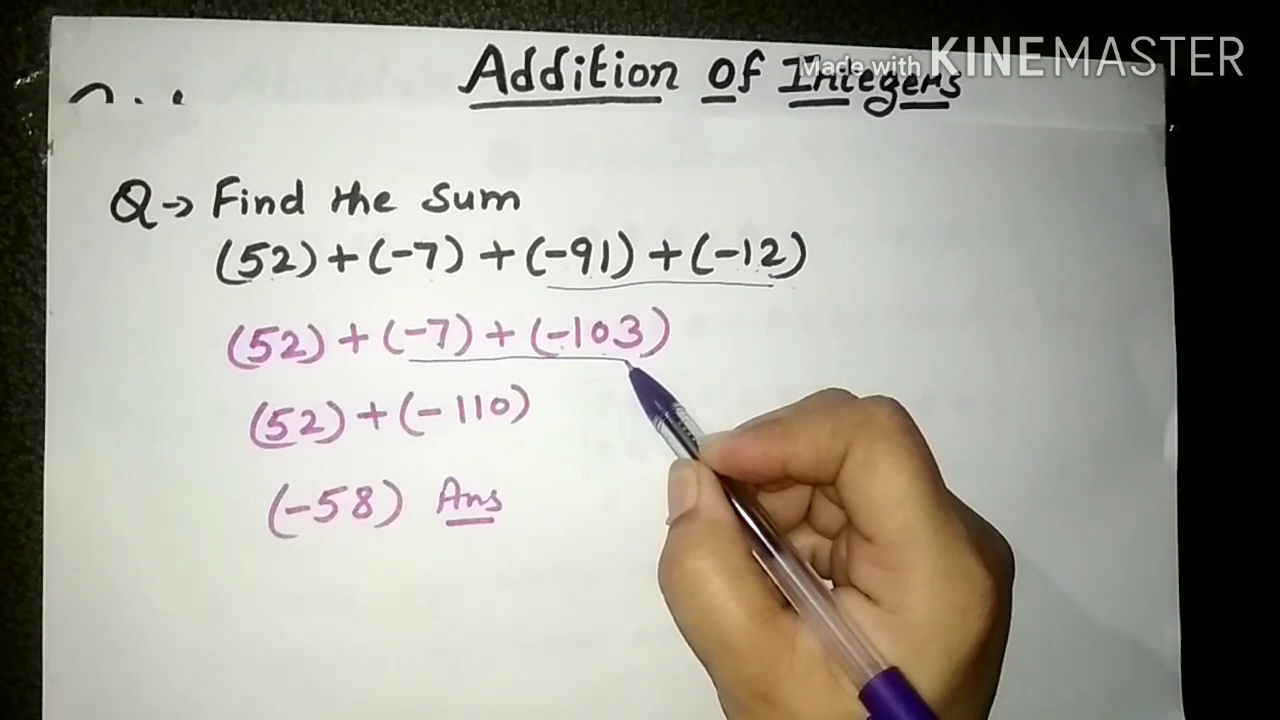 Made with KINEMASTER
Addition of Integers
Q→ Find the sum
(52)+(-7)+(-91)+(-12)
(52)+(-7)+(-103)
(52)+(-110)
(-58) Ans